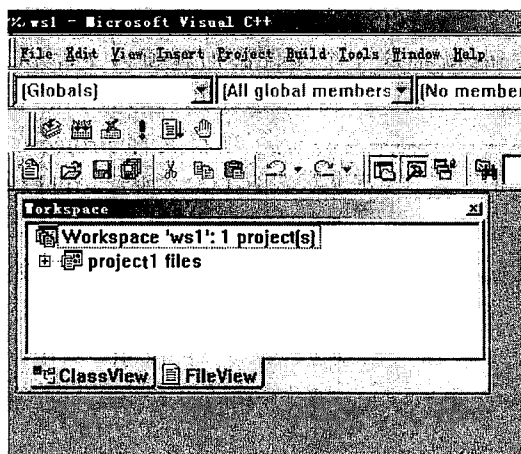 ws1 - Microsoft Visual C++
File Edit View Insert Project Build Tools Window Help
(Globals) (All global members (No member
Workspace
Workspace 'ws1': 1 project(s)
project1 files
ClassView FileView